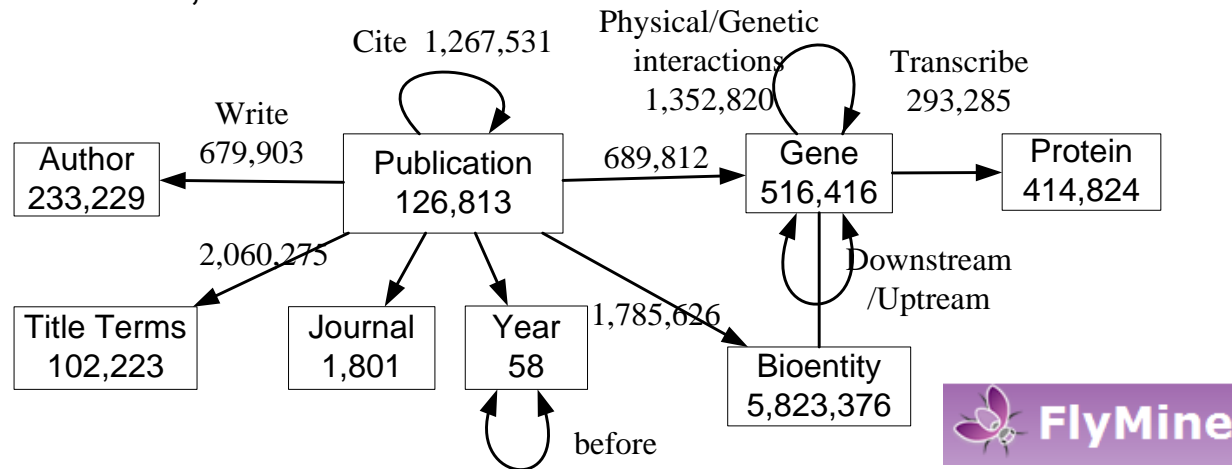 Cite 1,267,531
Physical/Genetic
interactions
1,352,820
Transcribe
293,285
Write
679,903
Author
233,229
Publication
126,813
689,812
Gene
516,416
Protein
414,824
2,060,275
Downstream
/Uptream
Title Terms
102,223
Journal
1,801
Year
58
1,785,626
Bioentity
5,823,376
before
FlyMine